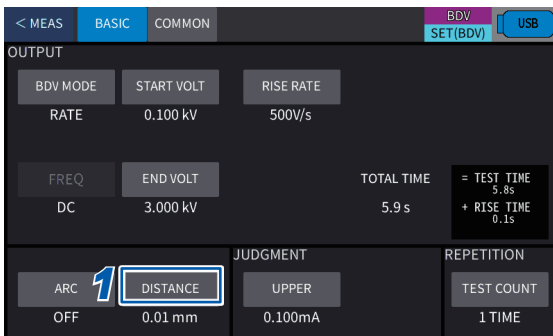 < MEAS BASIC COMMON BDV USB
SET(BDV)
OUTPUT
BDV MODE START VOLT RISE RATE
RATE 0.100 kV 500V/s
FREQ END VOLT TOTAL TIME = TEST TIME
5.8s
DC 3.000 kV 5.9 s + RISE TIME
0.1s
JUDGMENT REPETITION
ARC 1 DISTANCE UPPER TEST COUNT
OFF 0.01 mm 0.100mA 1 TIME